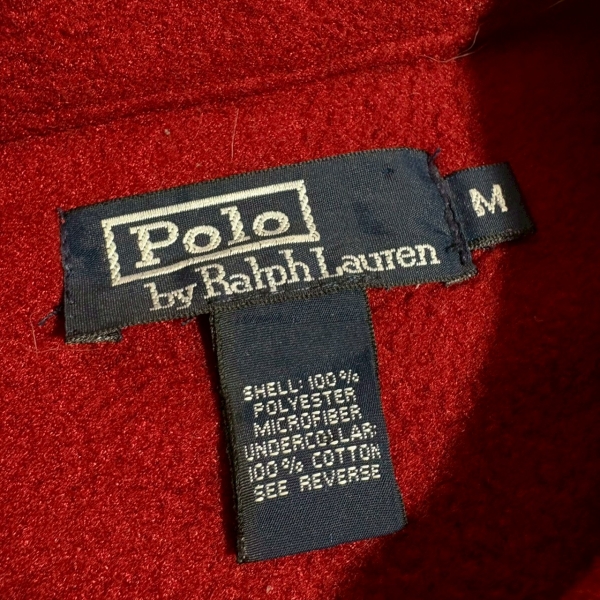 Polo
by Ralph Lauren
M
SHELL: 100%
POLYESTER
MICROFIBER
UNDERCOLLAR:
100% COTTON
SEE REVERSE